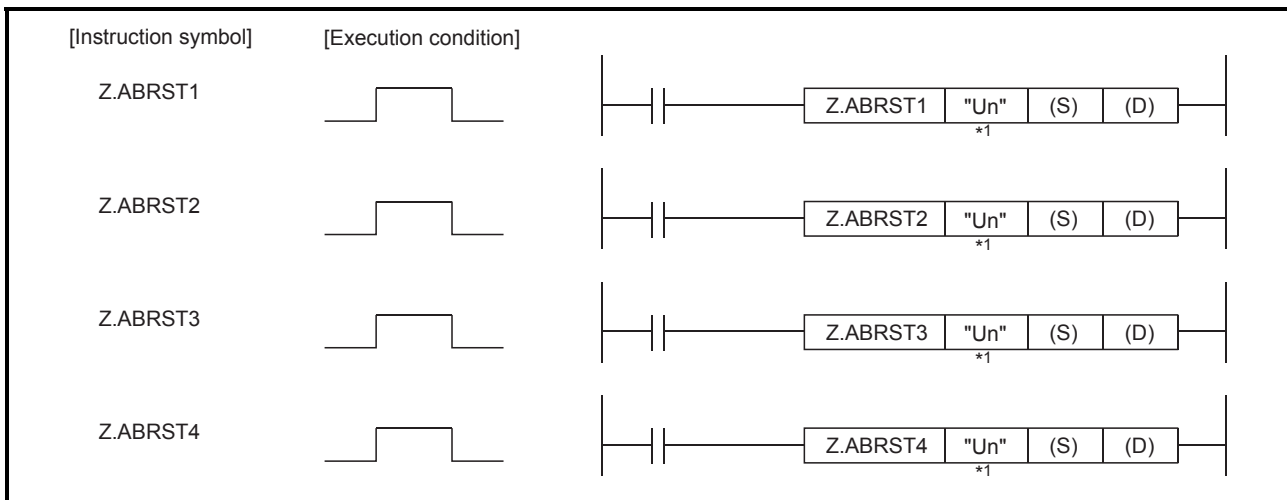 [Instruction symbol] [Execution condition]
Z.ABRST1 Z.ABRST1 "Un" (S) (D)
*1
Z.ABRST2 Z.ABRST2 "Un" (S) (D)
*1
Z.ABRST3 Z.ABRST3 "Un" (S) (D)
*1
Z.ABRST4 Z.ABRST4 "Un" (S) (D)
*1